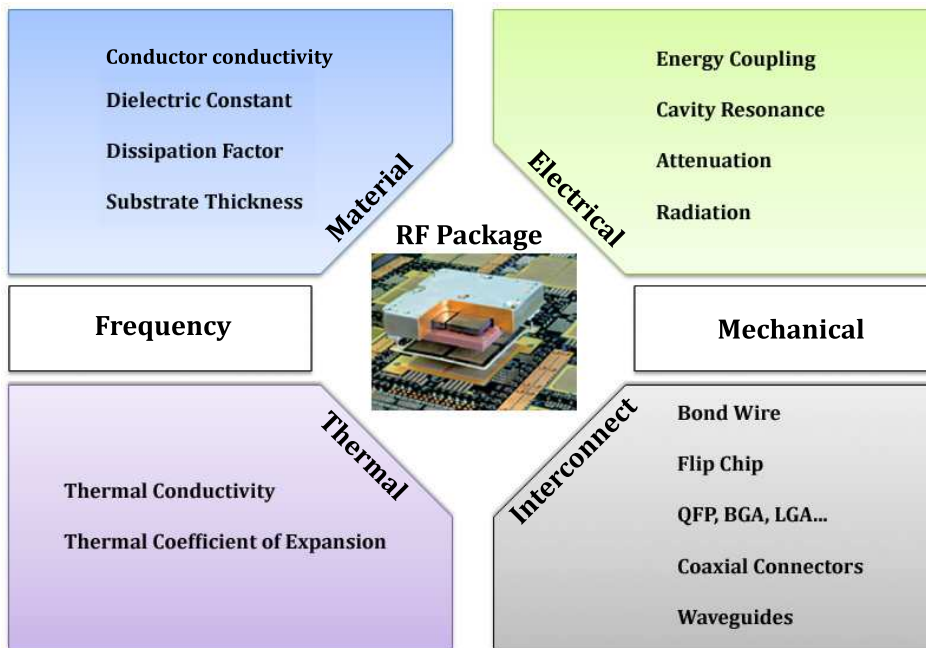 Conductor conductivity
Dielectric Constant
Dissipation Factor
Substrate Thickness
Material
Energy Coupling
Cavity Resonance
Attenuation
Radiation
Electrical
RF Package
Frequency
Mechanical
Thermal
Thermal Conductivity
Thermal Coefficient of Expansion
Interconnect
Bond Wire
Flip Chip
QFP, BGA, LGA...
Coaxial Connectors
Waveguides